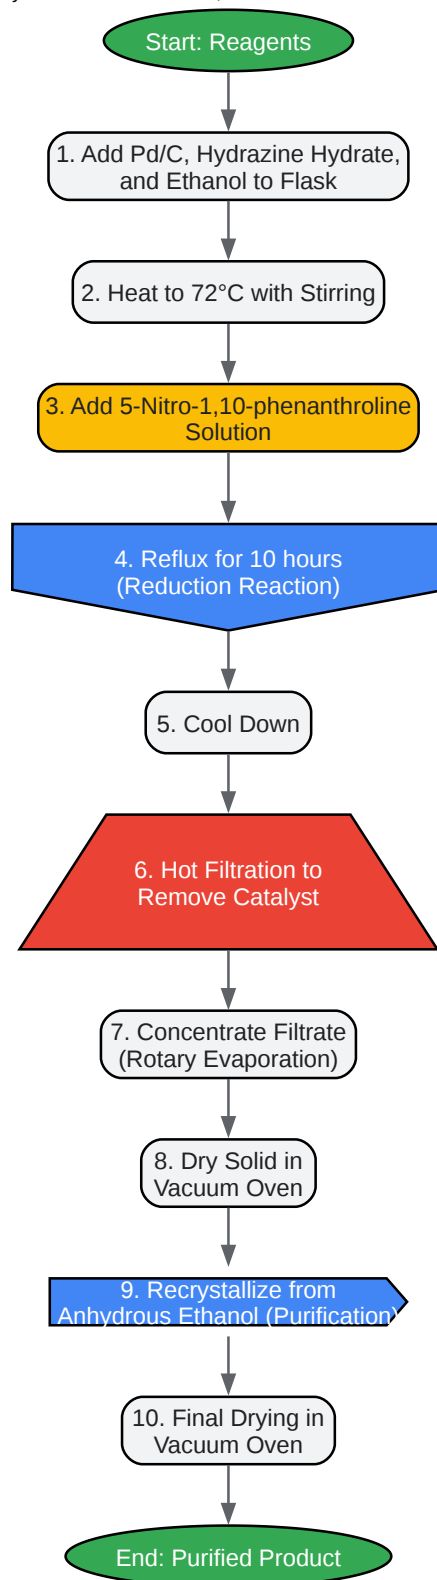 Start: Reagents
1. Add Pd/C, Hydrazine Hydrate,
and Ethanol to Flask
2. Heat to 72°C with Stirring
3. Add 5-Nitro-1,10-phenanthroline
Solution
4. Reflux for 10 hours
(Reduction Reaction)
5. Cool Down
6. Hot Filtration to
Remove Catalyst
7. Concentrate Filtrate
(Rotary Evaporation)
8. Dry Solid in
Vacuum Oven
9. Recrystallize from
Anhydrous Ethanol (Purification)
10. Final Drying in
Vacuum Oven
End: Purified Product